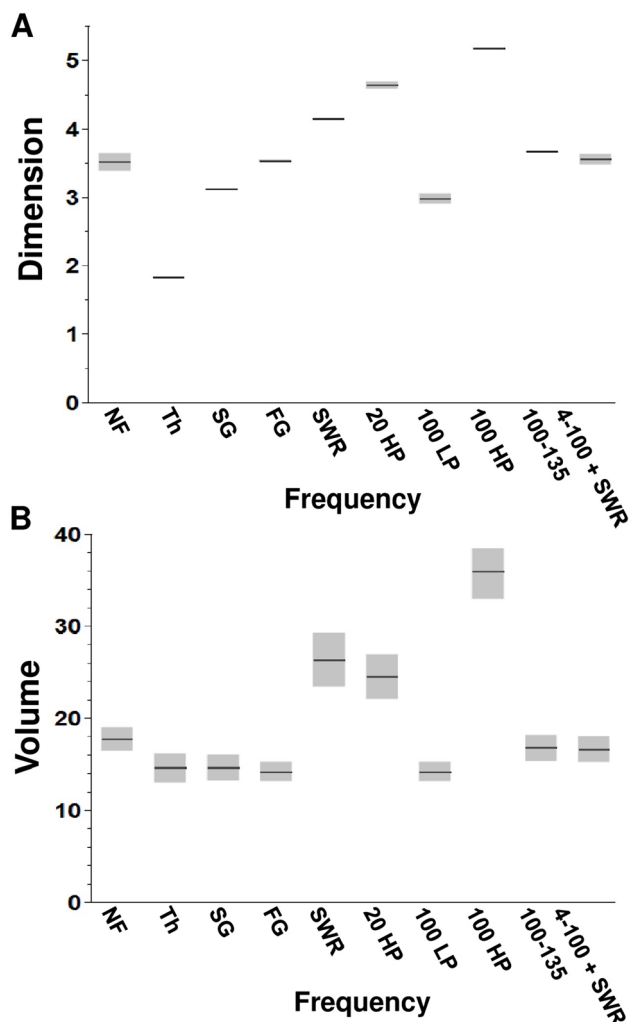 A
Dimension
5
4
3
2
1
0
NF
Th
SG
FG
SWR
20 HP
100 LP
100 HP
100-135
4-100 + SWR
Frequency
B
Volume
40
30
20
10
0
NF
Th
SG
FG
SWR
20 HP
100 LP
100 HP
100-135
4-100 + SWR
Frequency